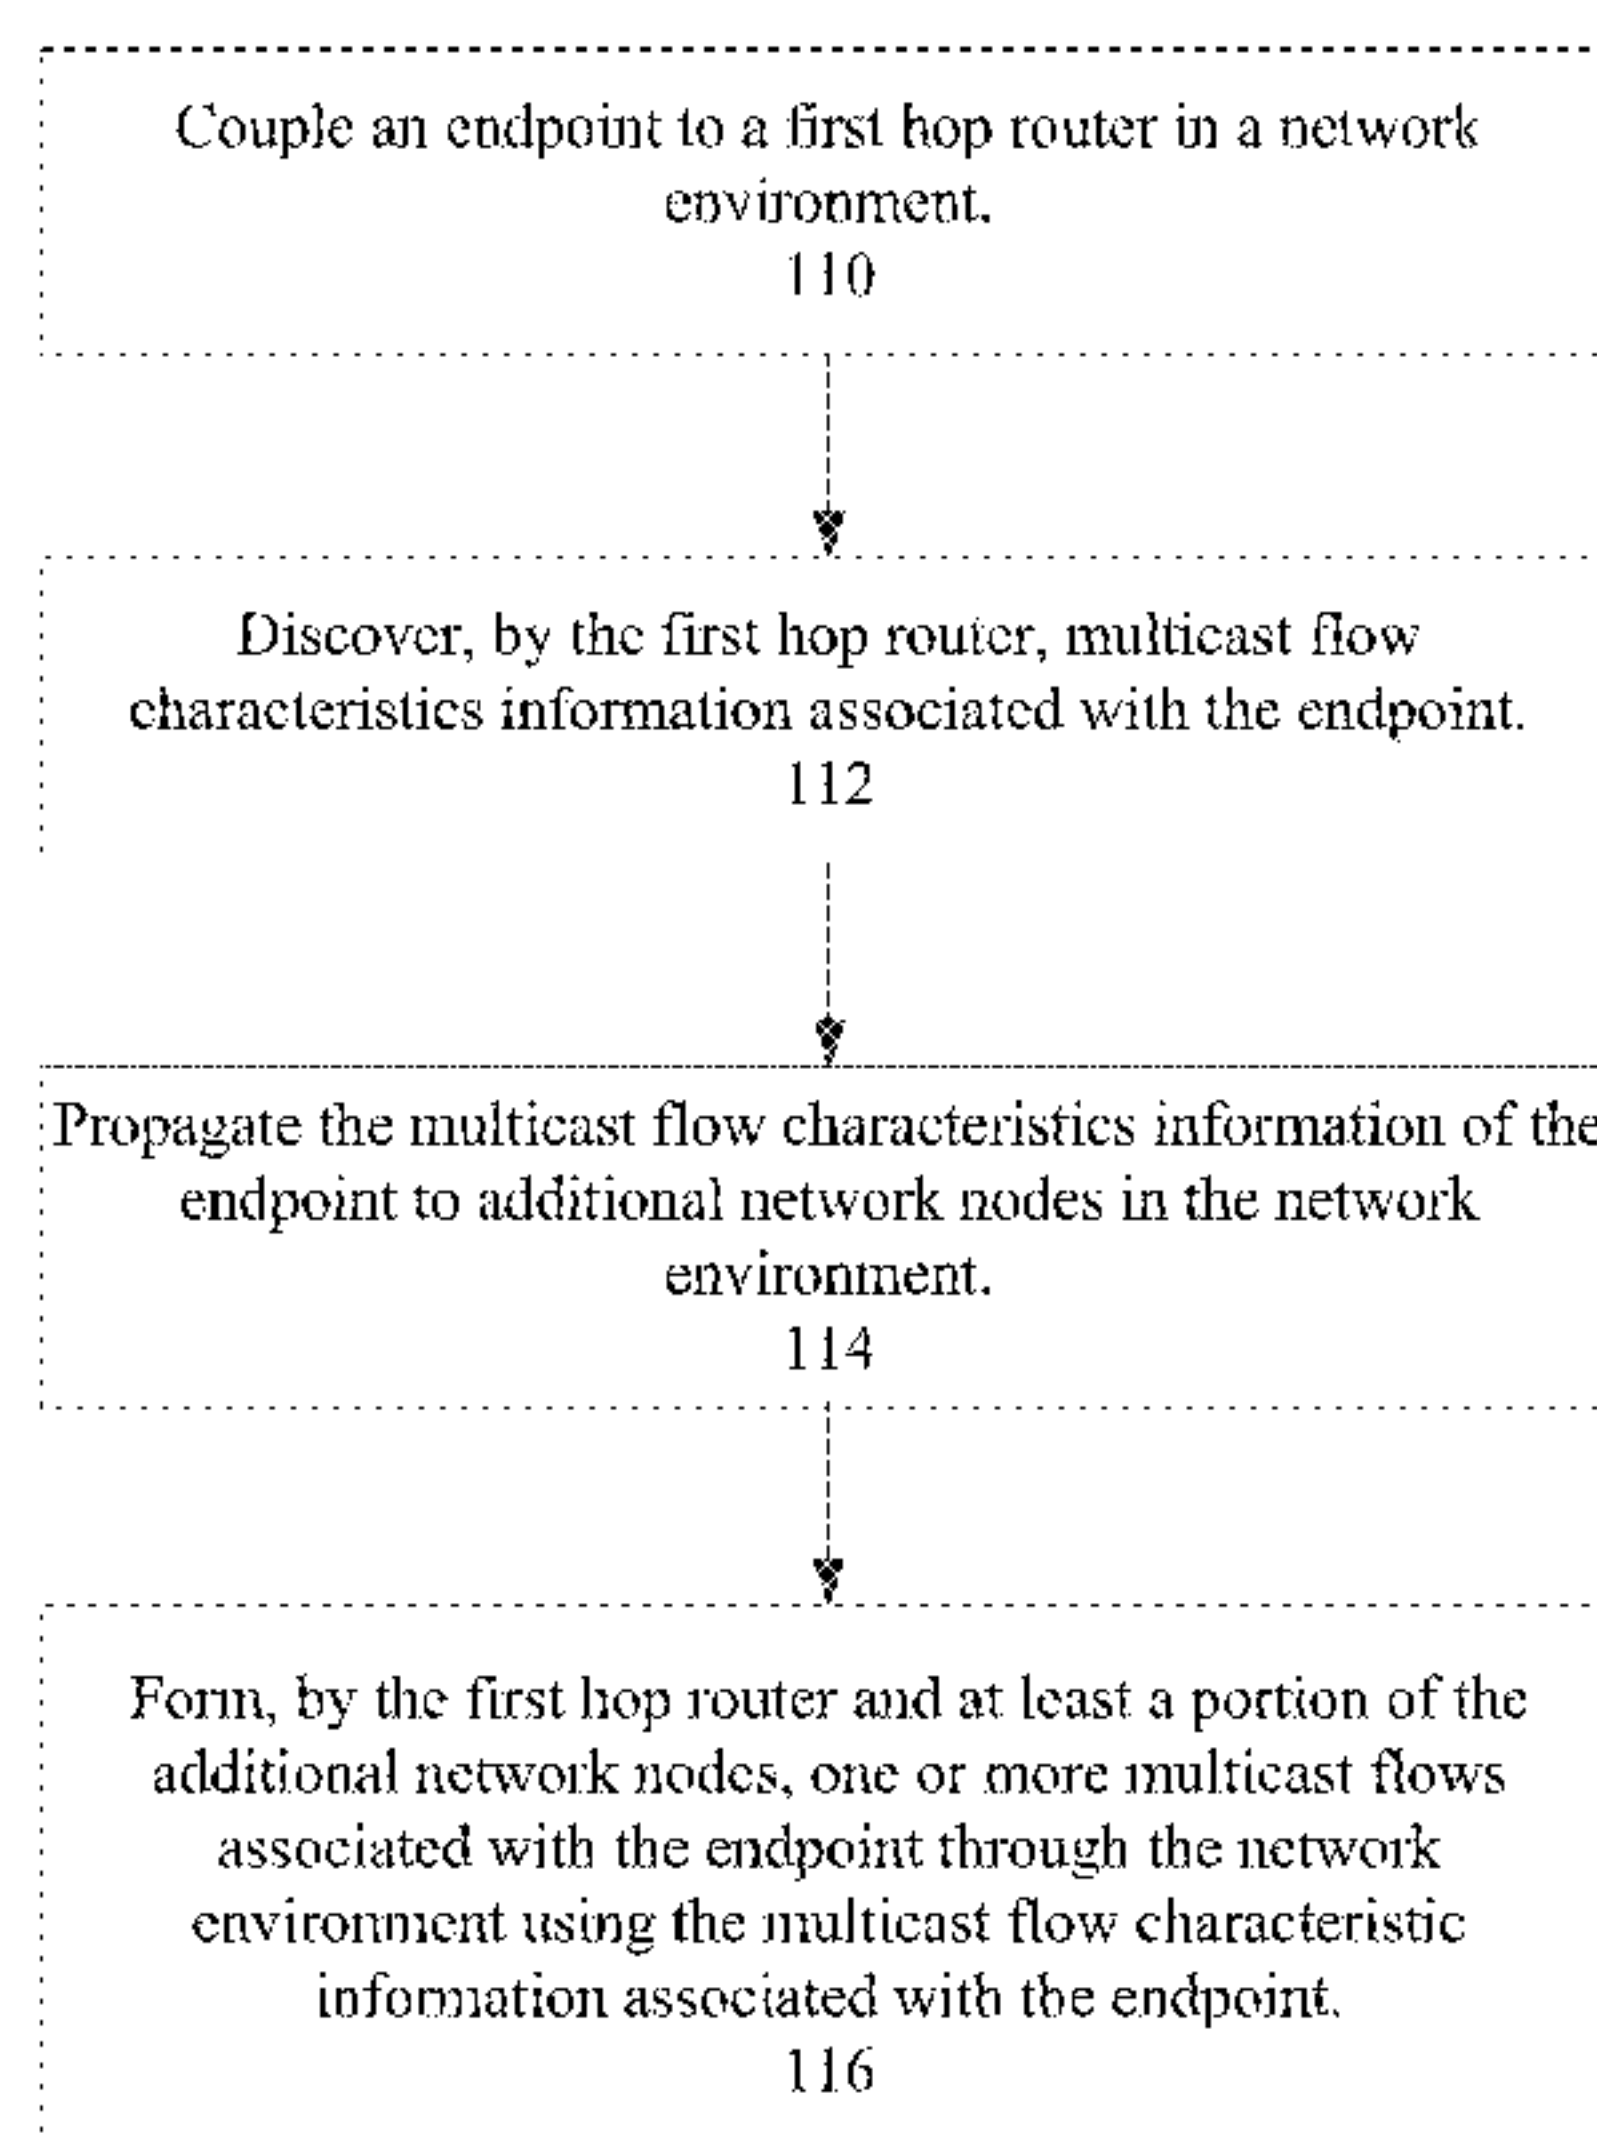 Couple an endpoint to a first hop router in a network
environment.
110
Discover, by the first hop router, multicast flow
characteristics information associated with the endpoint.
112
Propagate the multicast flow characteristics information of the
endpoint to additional network nodes in the network
environment.
114
Form, by the first hop router and at least a portion of the
additional network nodes, one or more multicast flows
associated with the endpoint through the network
environment using the multicast flow characteristic
information associated with the endpoint.
116